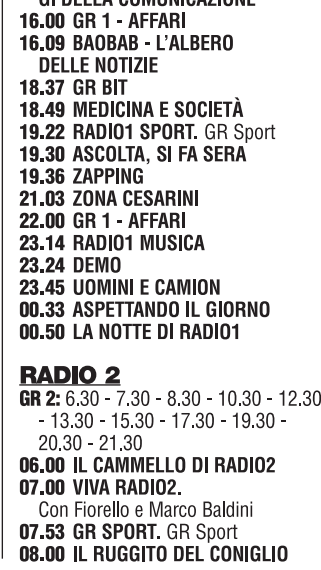 GI DELLA COMUNICAZIONE
16.00 GR 1 - AFFARI
16.09 BAOBAB - L'ALBERO
DELLE NOTIZIE
18.37 GR BIT
18.49 MEDICINA E SOCIETÀ
19.22 RADIO1 SPORT. GR Sport
19.30 ASCOLTA, SI FA SERA
19.36 ZAPPING
21.03 ZONA CESARINI
22.00 GR 1 - AFFARI
23.14 RADIO1 MUSICA
23.24 DEMO
23.45 UOMINI E CAMION
00.33 ASPETTANDO IL GIORNO
00.50 LA NOTTE DI RADIO1
RADIO 2
GR 2: 6.30 - 7.30 - 8.30 - 10.30 - 12.30
- 13.30 - 15.30 - 17.30 - 19.30 -
20.30 - 21.30
06.00 IL CAMMELLO DI RADIO2
07.00 VIVA RADIO2.
Con Fiorello e Marco Baldini
07.53 GR SPORT. GR Sport
08.00 IL RUGGITO DEL CONIGLIO